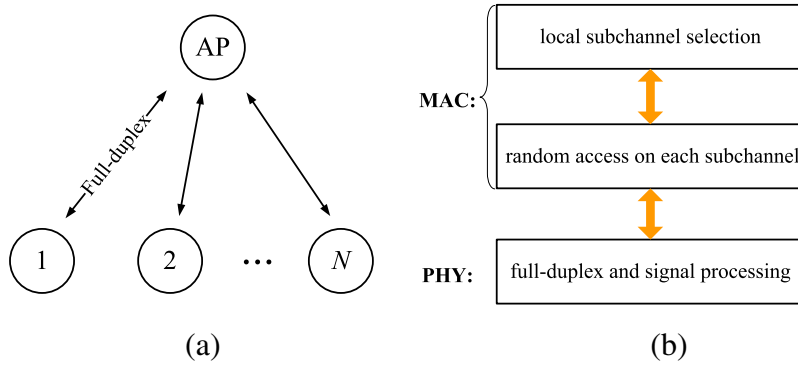 AP
Full-duplex
1
2
...
N
(a)
local subchannel selection
MAC:
random access on each subchannel
PHY:
full-duplex and signal processing
(b)